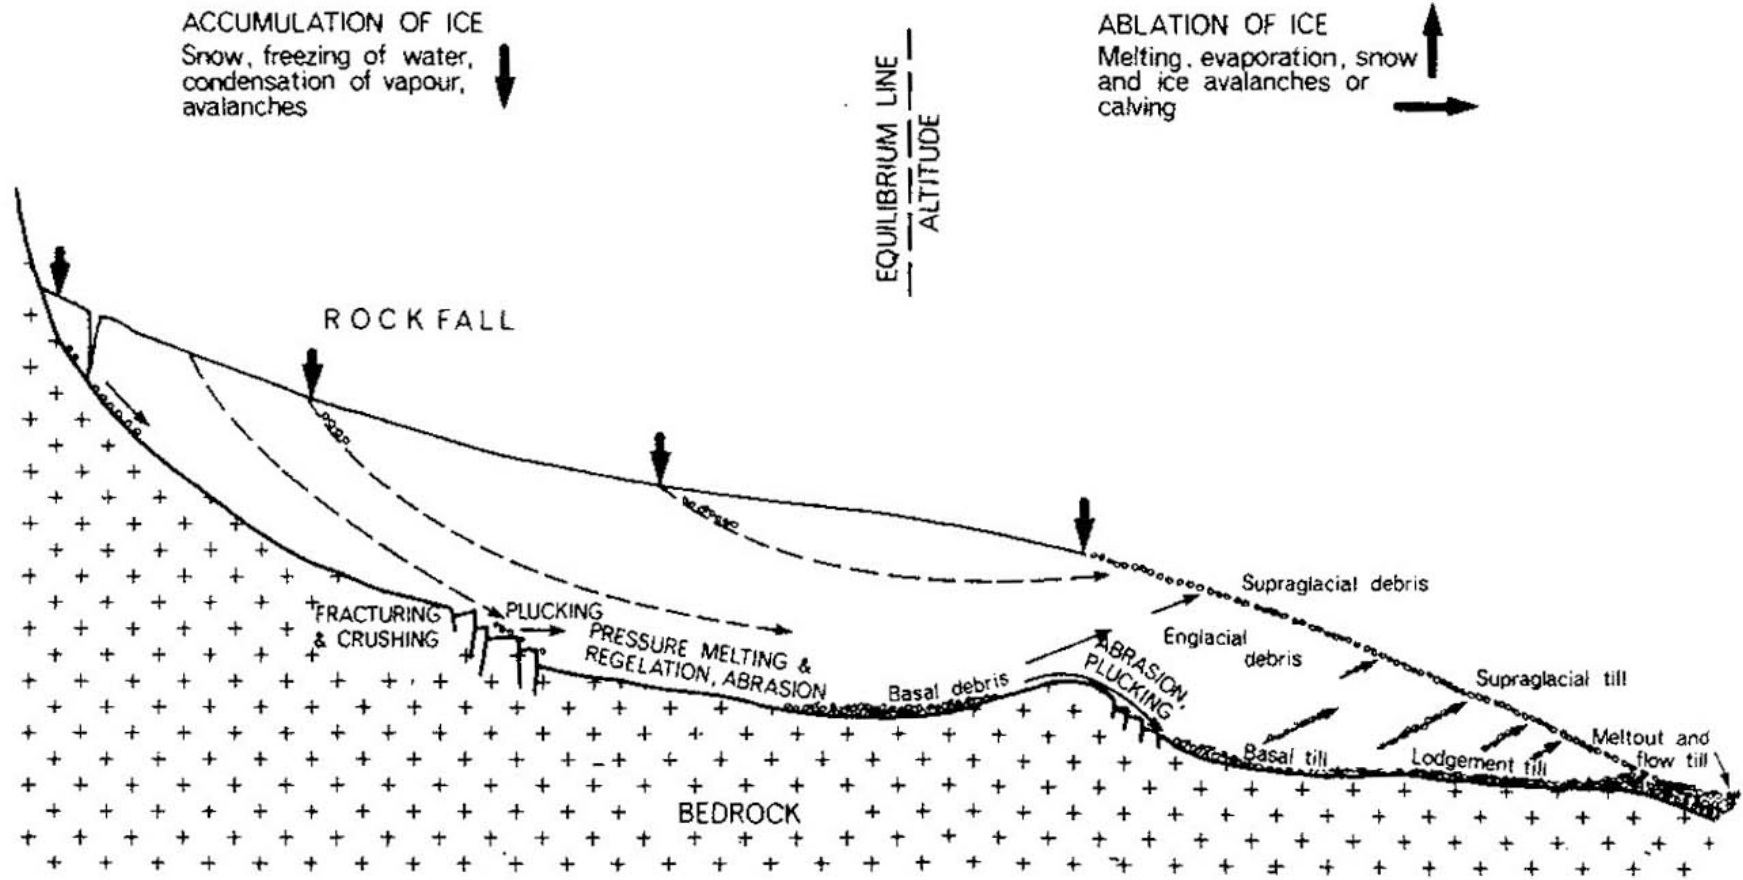 ACCUMULATION OF ICE
Snow, freezing of water,
condensation of vapour,
avalanches
EQUILIBRIUM LINE
ALTITUDE
ABLATION OF ICE
Melting, evaporation, snow
and ice avalanches or
calving
ROCKFALL
FRACTURING
& CRUSHING
PLUCKING
PRESSURE MELTING &
REGELATION, ABRASION
Basal debris
ABRASION,
PLUCKING
Supraglacial debris
Englacial
debris
Supraglacial till
Basal till
Lodgement till
Meltout and
flow till
BEDROCK